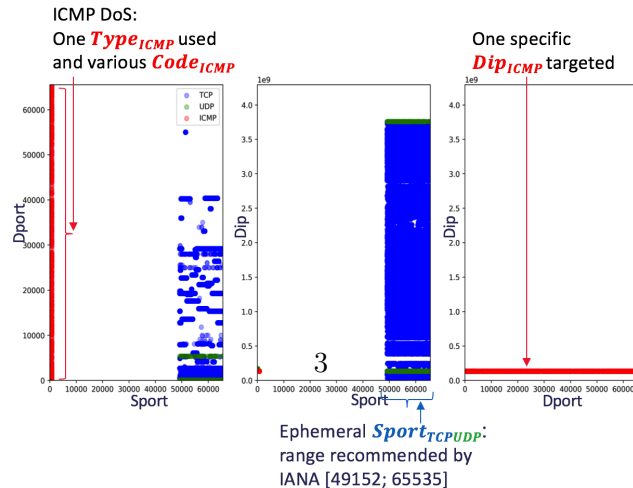 ICMP DoS:
One Type_ICMP used
and various Code_ICMP
One specific
Dip_ICMP targeted
60000
50000
40000
30000
20000
10000
0
Dport
TCP
UDP
ICMP
0 10000 20000 30000 40000 50000 60000
Sport
1e9
4.0
3.5
3.0
2.5
2.0
1.5
1.0
0.5
0.0
Dip
3
0 10000 20000 30000 40000 50000 60000
Sport
1e9
4.0
3.5
3.0
2.5
2.0
1.5
1.0
0.5
0.0
Dip
0 10000 20000 30000 40000 50000 60000
Dport
Ephemeral Sport_TCPUDP:
range recommended by
IANA [49152; 65535]